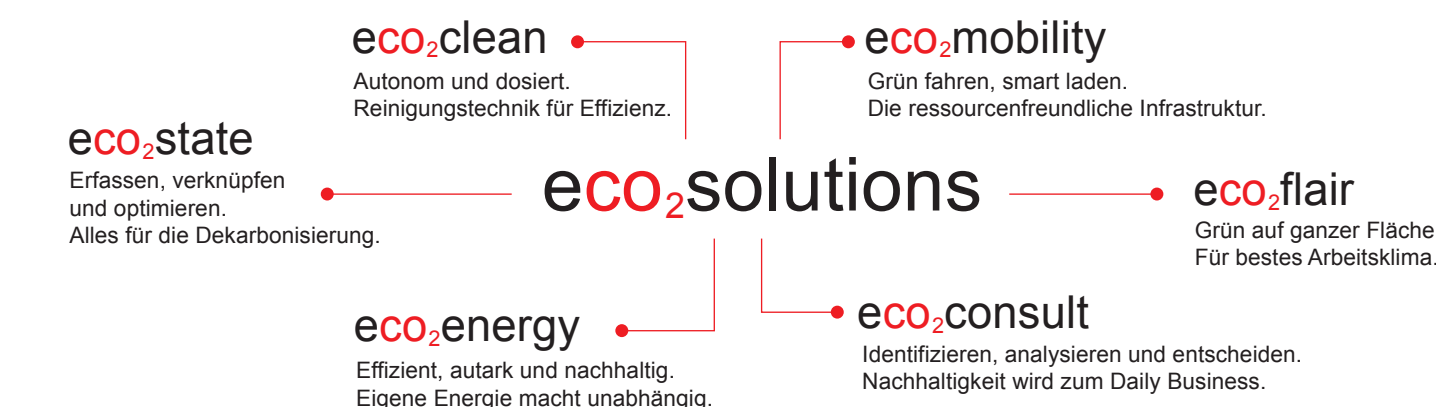 eco₂clean
Autonom und dosiert.
Reinigungstechnik für Effizienz.
eco₂mobility
Grün fahren, smart laden.
Die ressourcenfreundliche Infrastruktur.
eco₂state
Erfassen, verknüpfen
und optimieren.
Alles für die Dekarbonisierung.
eco₂solutions
eco₂flair
Grün auf ganzer Fläche
Für bestes Arbeitsklima.
eco₂energy
Effizient, autark und nachhaltig.
Eigene Energie macht unabhängig.
eco₂consult
Identifizieren, analysieren und entscheiden.
Nachhaltigkeit wird zum Daily Business.